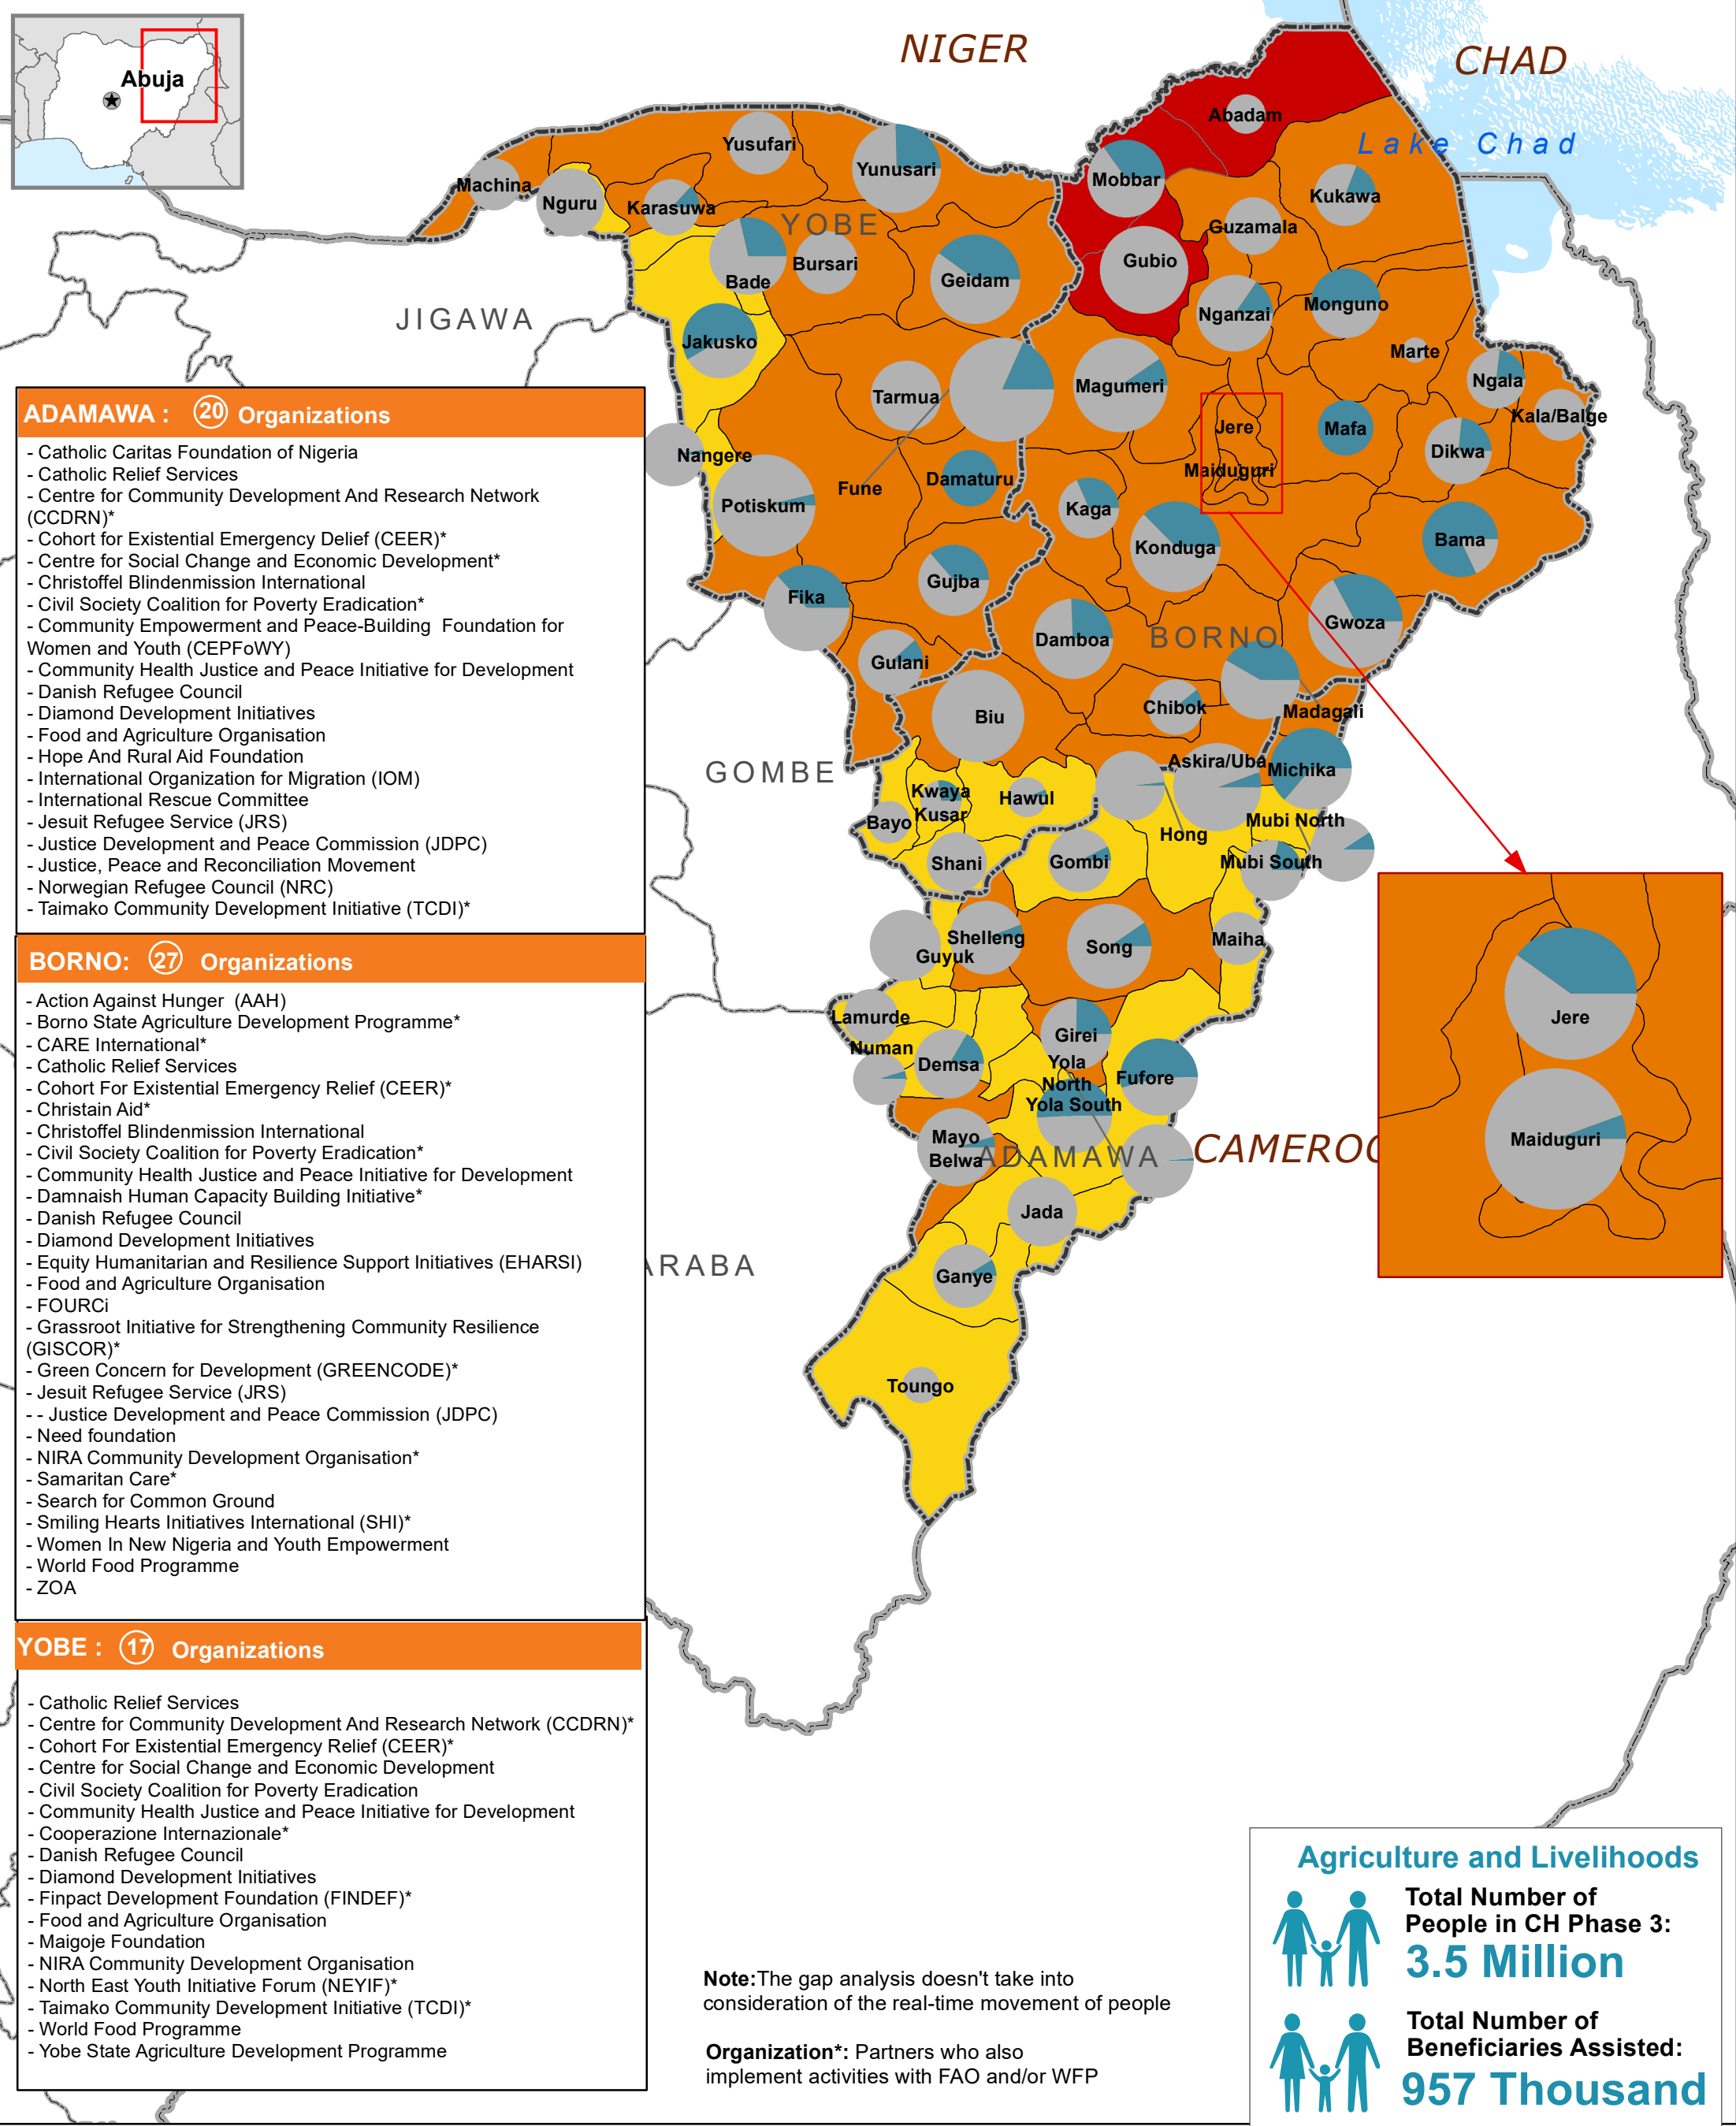 Abuja
NIGER
CHAD
Lake Chad
Abadam
Yusufari
Yunusari
Machina
Nguru
Karasuwa
Mobbar
Kukawa
YOBE
Guzamala
Bade
Bursari
Geidam
Gubio
Nganzai
Monguno
JIGAWA
Jakusko
Marte
Ngala
Tarmua
Magumeri
Kala/Balge
Jere
Mafa
Dikwa
Nangere
Maiduguri
Fune
Damaturu
Potiskum
Kaga
Konduga
Bama
Gujba
Fika
Gwoza
Damboa
BORNO
Gulani
Chibok
Madagali
Biu
GOMBE
Askira/Uba
Michika
Kwaya
Kusar
Hawul
Bayo
Hong
Mubi North
Shani
Gombi
Mubi South
Shelleng
Guyuk
Song
Maiha
Lamurde
Numan
Girei
Demsa
Yola
North
Fufore
Yola South
Mayo
Belwa
ADAMAWA
CAMEROO
Jada
ARABA
Ganye
Toungo
Jere
Maiduguri
ADAMAWA : 20 Organizations
- Catholic Caritas Foundation of Nigeria
- Catholic Relief Services
- Centre for Community Development And Research Network
(CCDRN)*
- Cohort for Existential Emergency Delief (CEER)*
- Centre for Social Change and Economic Development*
- Christoffel Blindenmission International
- Civil Society Coalition for Poverty Eradication*
- Community Empowerment and Peace-Building Foundation for
Women and Youth (CEPFoWY)
- Community Health Justice and Peace Initiative for Development
- Danish Refugee Council
- Diamond Development Initiatives
- Food and Agriculture Organisation
- Hope And Rural Aid Foundation
- International Organization for Migration (IOM)
- International Rescue Committee
- Jesuit Refugee Service (JRS)
- Justice Development and Peace Commission (JDPC)
- Justice, Peace and Reconciliation Movement
- Norwegian Refugee Council (NRC)
- Taimako Community Development Initiative (TCDI)*
BORNO: 27 Organizations
- Action Against Hunger (AAH)
- Borno State Agriculture Development Programme*
- CARE International*
- Catholic Relief Services
- Cohort For Existential Emergency Relief (CEER)*
- Christain Aid*
- Christoffel Blindenmission International
- Civil Society Coalition for Poverty Eradication*
- Community Health Justice and Peace Initiative for Development
- Damnaish Human Capacity Building Initiative*
- Danish Refugee Council
- Diamond Development Initiatives
- Equity Humanitarian and Resilience Support Initiatives (EHARSI)
- Food and Agriculture Organisation
- FOURCi
- Grassroot Initiative for Strengthening Community Resilience
(GISCOR)*
- Green Concern for Development (GREENCODE)*
- Jesuit Refugee Service (JRS)
- - Justice Development and Peace Commission (JDPC)
- Need foundation
- NIRA Community Development Organisation*
- Samaritan Care*
- Search for Common Ground
- Smiling Hearts Initiatives International (SHI)*
- Women In New Nigeria and Youth Empowerment
- World Food Programme
- ZOA
YOBE : 17 Organizations
- Catholic Relief Services
- Centre for Community Development And Research Network (CCDRN)*
- Cohort For Existential Emergency Relief (CEER)*
- Centre for Social Change and Economic Development
- Civil Society Coalition for Poverty Eradication
- Community Health Justice and Peace Initiative for Development
- Cooperazione Internazionale*
- Danish Refugee Council
- Diamond Development Initiatives
- Finpact Development Foundation (FINDEF)*
- Food and Agriculture Organisation
- Maigoje Foundation
- NIRA Community Development Organisation
- North East Youth Initiative Forum (NEYIF)*
- Taimako Community Development Initiative (TCDI)*
- World Food Programme
- Yobe State Agriculture Development Programme
Note:The gap analysis doesn't take into
consideration of the real-time movement of people
Organization*: Partners who also
implement activities with FAO and/or WFP
Agriculture and Livelihoods
Total Number of
People in CH Phase 3:
3.5 Million
Total Number of
Beneficiaries Assisted:
957 Thousand